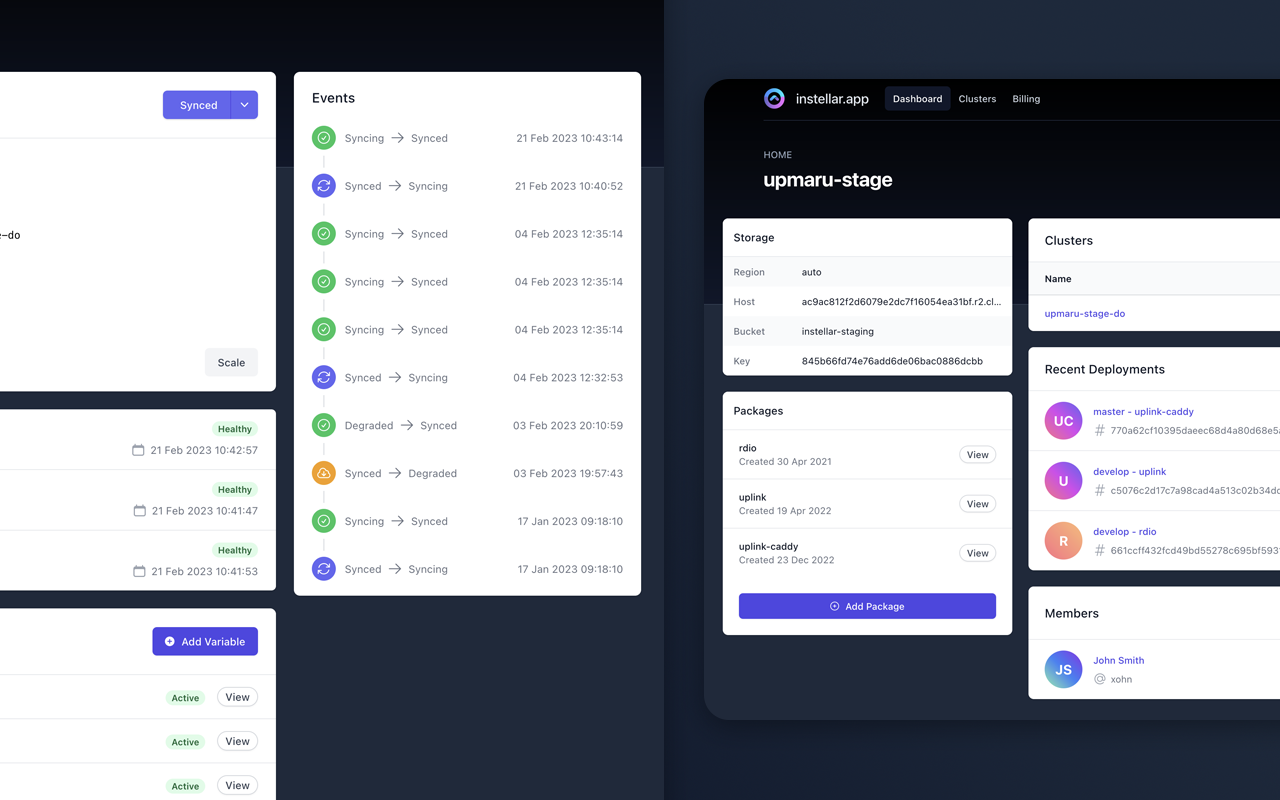 Synced
-do
Scale
Healthy
21 Feb 2023 10:42:57
Healthy
21 Feb 2023 10:41:47
Healthy
21 Feb 2023 10:41:53
Add Variable
Active View
Active View
Active View
Events
Syncing → Synced 21 Feb 2023 10:43:14
Synced → Syncing 21 Feb 2023 10:40:52
Syncing → Synced 04 Feb 2023 12:35:14
Syncing → Synced 04 Feb 2023 12:35:14
Syncing → Synced 04 Feb 2023 12:35:14
Synced → Syncing 04 Feb 2023 12:32:53
Degraded → Synced 03 Feb 2023 20:10:59
Synced → Degraded 03 Feb 2023 19:57:43
Syncing → Synced 17 Jan 2023 09:18:10
Synced → Syncing 17 Jan 2023 09:18:10
instellar.app Dashboard Clusters Billing
HOME
upmaru-stage
Storage
Region auto
Host ac9ac812f2d6079e2dc7f16054ea31bf.r2.cl...
Bucket instellar-staging
Key 845b66fd74e76add6de06bac0886dcbb
Packages
rdio
Created 30 Apr 2021
View
uplink
Created 19 Apr 2022
View
uplink-caddy
Created 23 Dec 2022
View
Add Package
Clusters
Name
upmaru-stage-do
Recent Deployments
UC
master - uplink-caddy
# 770a62cf10395daeec68d4a80d68e5
U
develop - uplink
# c5076c2d17c7a98cad4a513c02b34d
R
develop - rdio
# 661ccff432fcd49bd55278c695bf593
Members
JS
John Smith
@ xohn